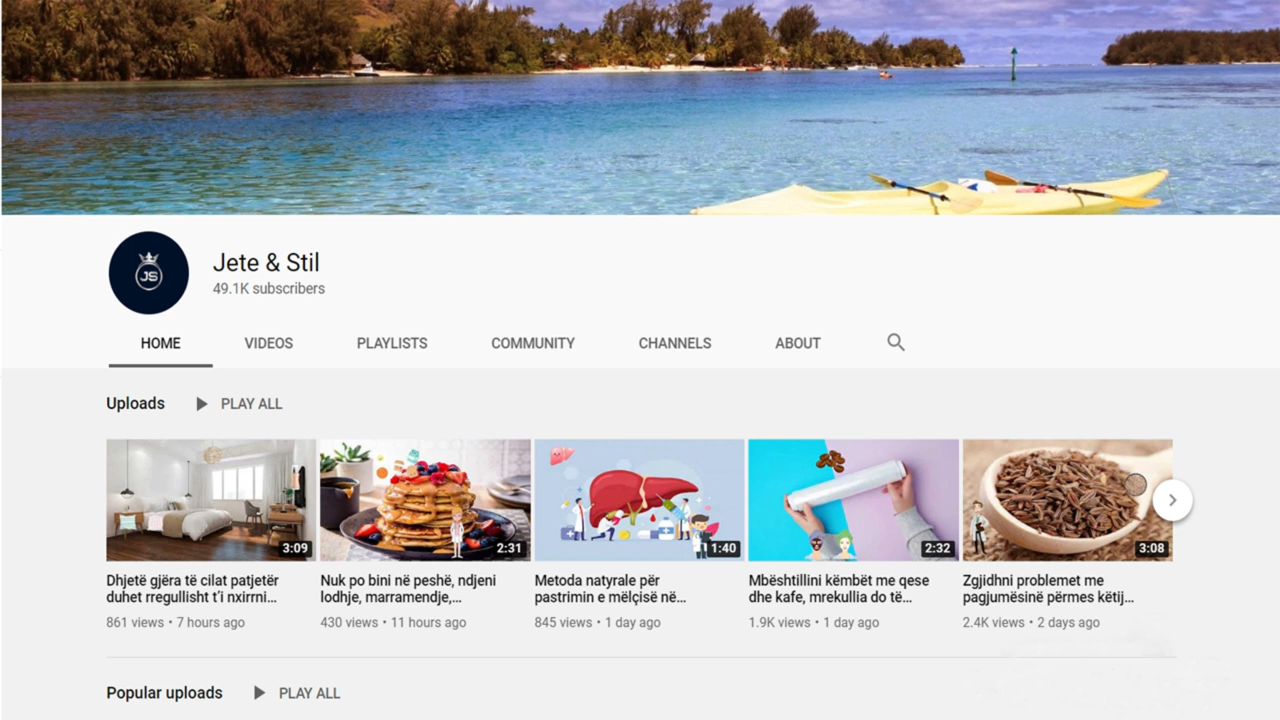 JS
Jete & Stil
49.1K subscribers
HOME VIDEOS PLAYLISTS COMMUNITY CHANNELS ABOUT
Uploads PLAY ALL
3:09 2:31 1:40 2:32 3:08
Dhjetë gjëra të cilat patjetër
duhet rregullisht t'i nxirrni...
861 views • 7 hours ago
Nuk po bini në peshë, ndjeni
lodhje, marramendje,...
430 views • 11 hours ago
Metoda natyrale për
pastrimin e mëlçisë në...
845 views • 1 day ago
Mbështillini këmbët me qese
dhe kafe, mrekullia do të...
1.9K views • 1 day ago
Zgjidhni problemet me
pagjumësinë përmes këtij...
2.4K views • 2 days ago
Popular uploads PLAY ALL